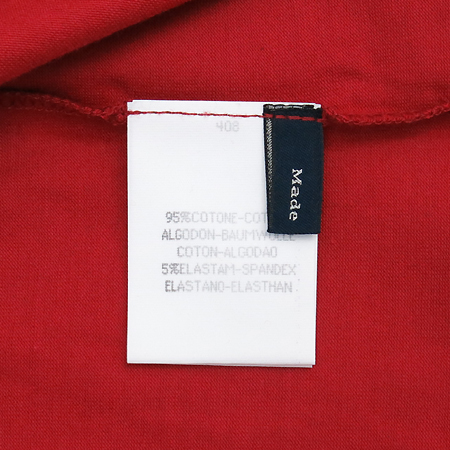 408
Made
95%COTONE-COTTON
ALGODON-BAUMWOLLE
COTON-ALGODAO
5%ELASTAM-SPANDEX
ELASTANO-ELASTHAN